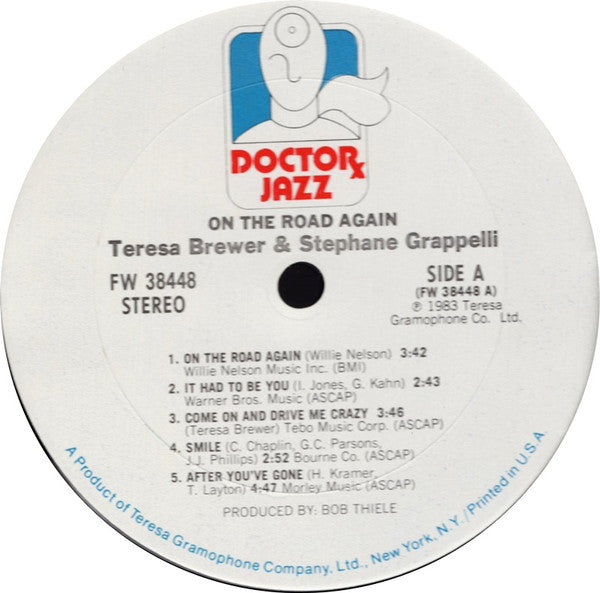 DOCTOR℞
JAZZ
ON THE ROAD AGAIN
Teresa Brewer & Stephane Grappelli
FW 38448
STEREO
SIDE A
(FW 38448 A)
℗ 1983 Teresa
Gramophone Co. Ltd.
1. ON THE ROAD AGAIN (Willie Nelson) 3:42
Willie Nelson Music Inc. (BMI)
2. IT HAD TO BE YOU (I. Jones, G. Kahn) 2:43
Warner Bros. Music (ASCAP)
3. COME ON AND DRIVE ME CRAZY 3:46
(Teresa Brewer) Tebo Music Corp. (ASCAP)
4. SMILE (C. Chaplin, G.C. Parsons,
J.J. Phillips) 2:52 Bourne Co. (ASCAP)
5. AFTER YOU'VE GONE (H. Kramer,
T. Layton) 4:47 Morley Music (ASCAP)
PRODUCED BY: BOB THIELE
A Product of Teresa Gramophone Company, Ltd., New York, N.Y./Printed in U.S.A.